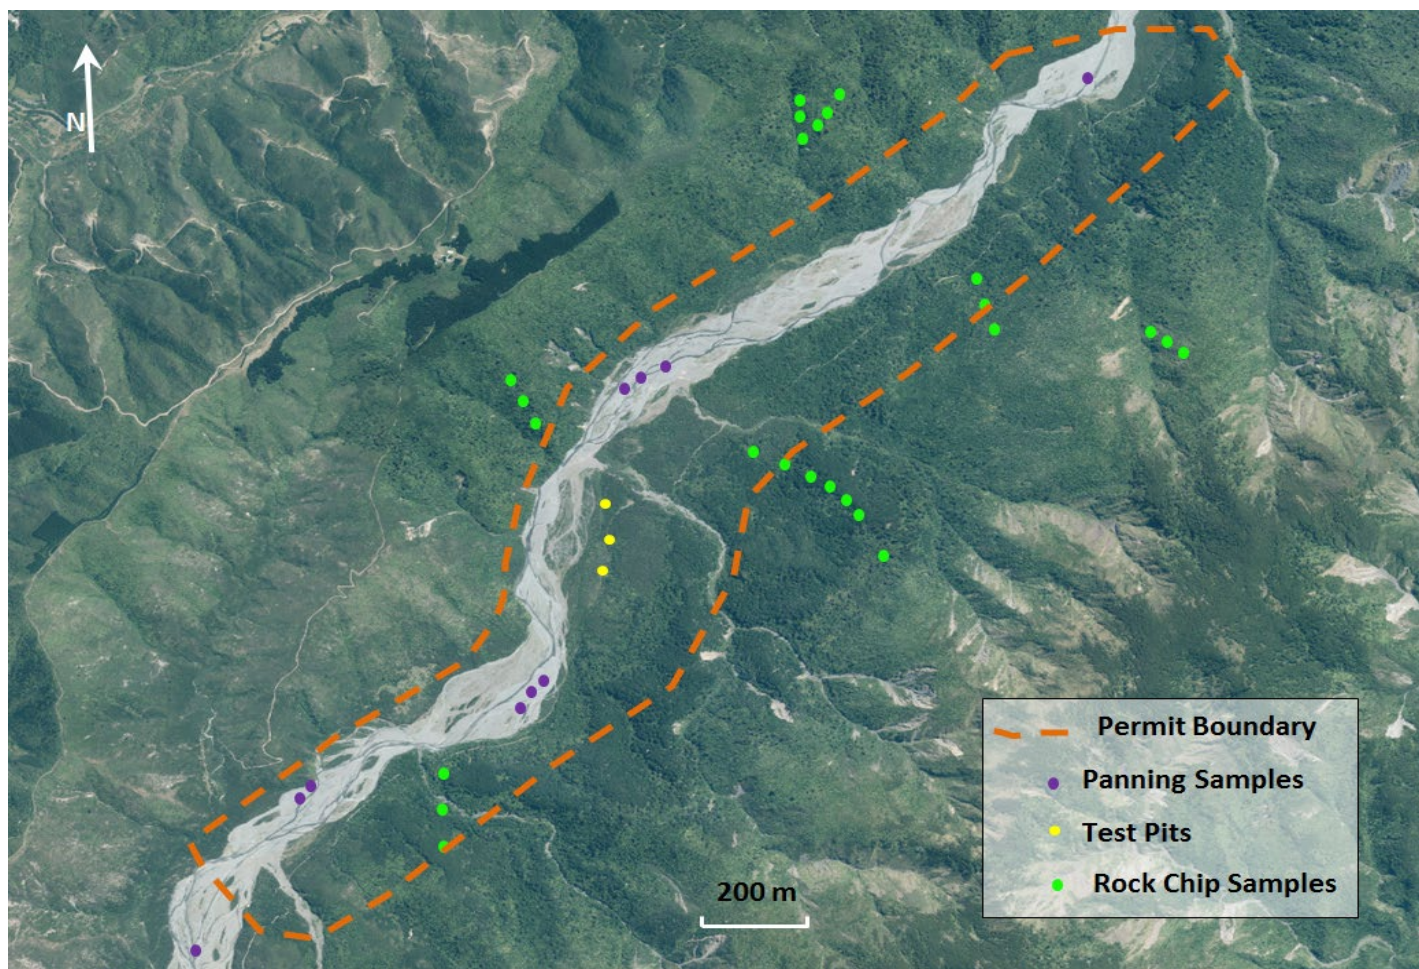 N
Permit Boundary
Panning Samples
Test Pits
Rock Chip Samples
200 m